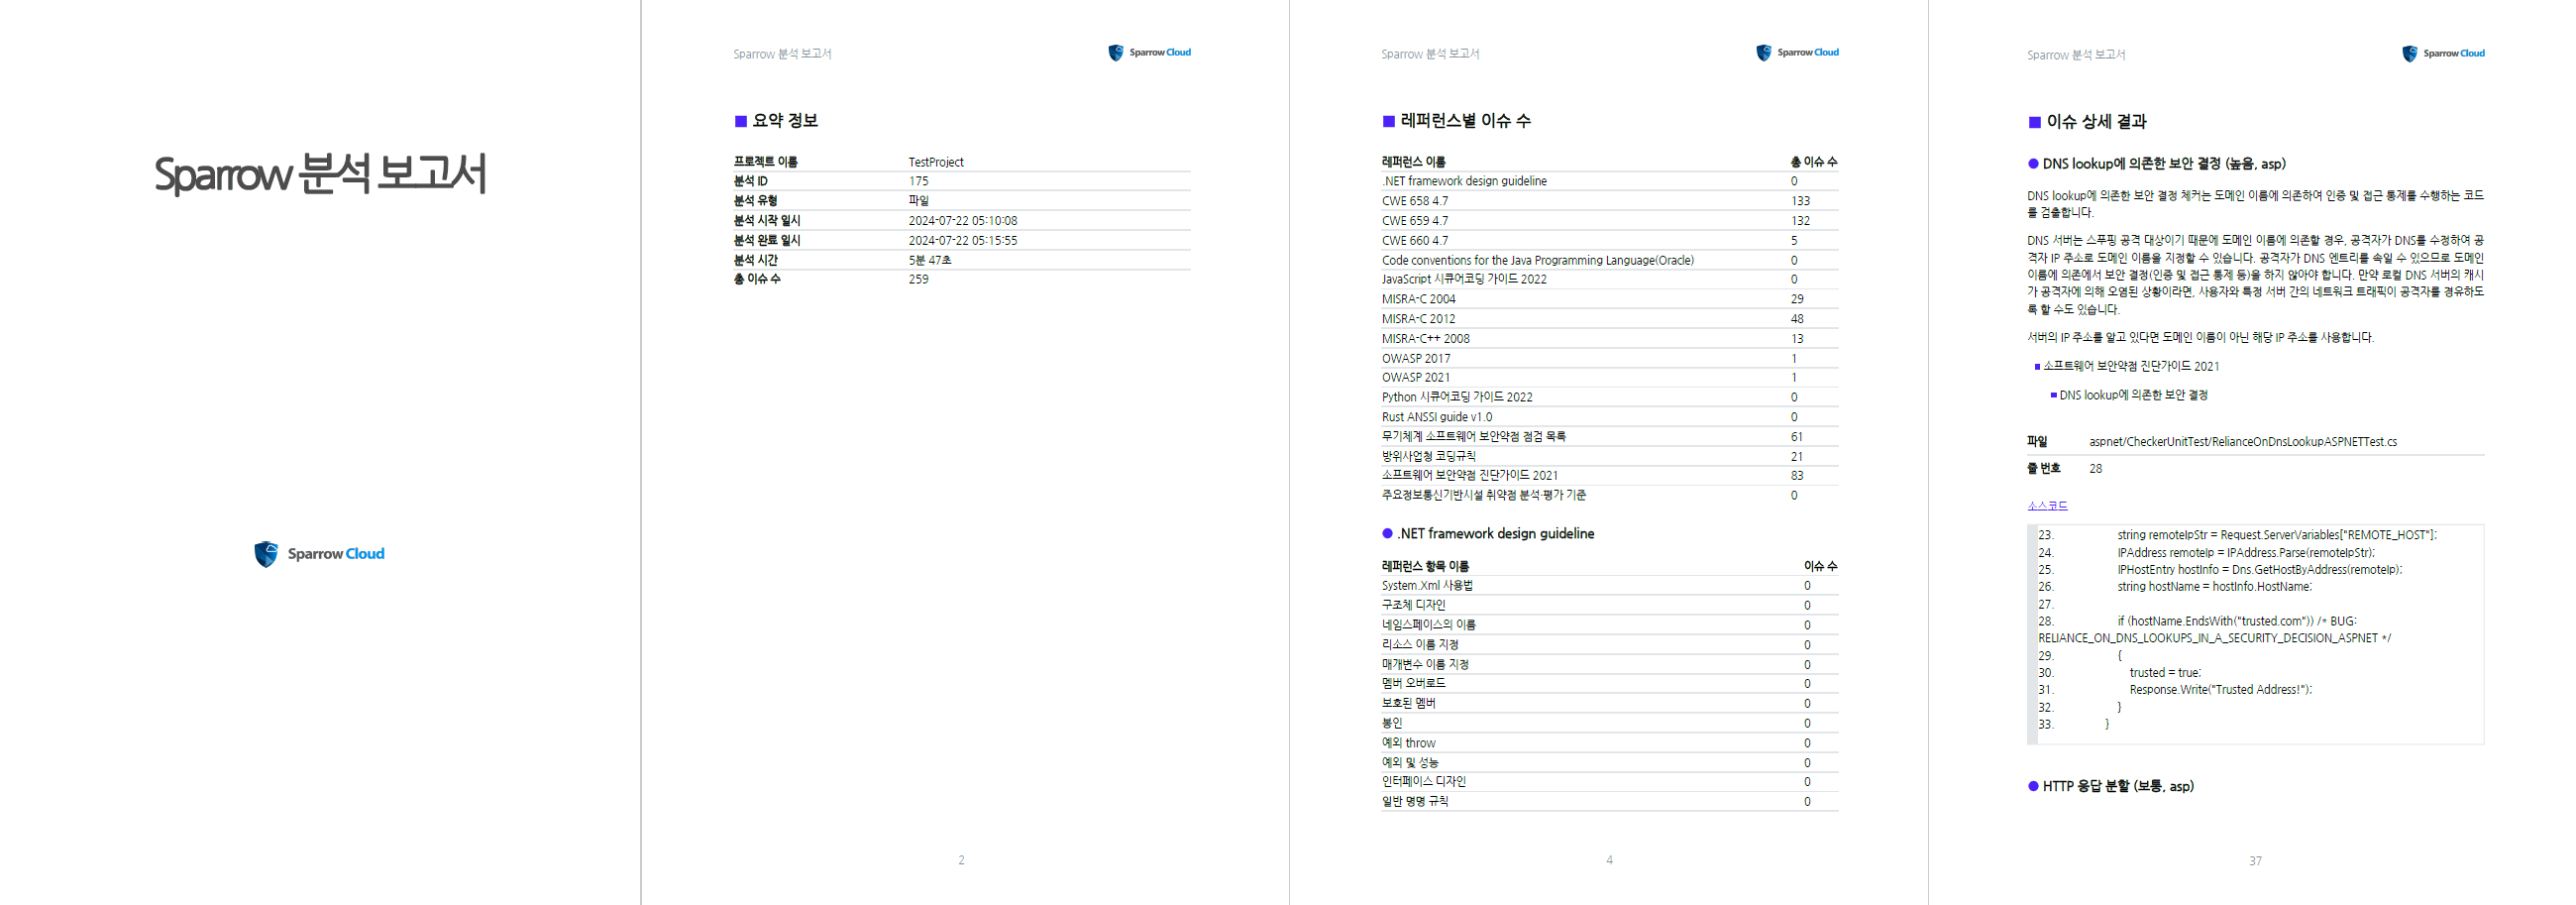 Sparrow 분석 보고서
Sparrow Cloud
Sparrow 분석 보고서
Sparrow Cloud
요약 정보
프로젝트 이름 TestProject
분석 ID 175
분석 유형 파일
분석 시작 일시 2024-07-22 05:10:08
분석 완료 일시 2024-07-22 05:15:55
분석 시간 5분 47초
총 이슈 수 259
2
Sparrow 분석 보고서
Sparrow Cloud
레퍼런스별 이슈 수
레퍼런스 이름 총 이슈 수
.NET framework design guideline 0
CWE 658 4.7 133
CWE 659 4.7 132
CWE 660 4.7 5
Code conventions for the Java Programming Language(Oracle) 0
JavaScript 시큐어코딩 가이드 2022 0
MISRA-C 2004 29
MISRA-C 2012 48
MISRA-C++ 2008 13
OWASP 2017 1
OWASP 2021 1
Python 시큐어코딩 가이드 2022 0
Rust ANSSI guide v1.0 0
무기체계 소프트웨어 보안약점 점검 목록 61
방위사업청 코딩규칙 21
소프트웨어 보안약점 진단가이드 2021 83
주요정보통신기반시설 취약점 분석·평가 기준 0
.NET framework design guideline
레퍼런스 항목 이름 이슈 수
System.Xml 사용법 0
구조체 디자인 0
네임스페이스의 이름 0
리소스 이름 지정 0
매개변수 이름 지정 0
멤버 오버로드 0
보호된 멤버 0
봉인 0
예외 throw 0
예외 및 성능 0
인터페이스 디자인 0
일반 명명 규칙 0
4
Sparrow 분석 보고서
Sparrow Cloud
이슈 상세 결과
DNS lookup에 의존한 보안 결정 (높음, asp)
DNS lookup에 의존한 보안 결정 체커는 도메인 이름에 의존하여 인증 및 접근 통제를 수행하는 코드
를 검출합니다.
DNS 서버는 스푸핑 공격 대상이기 때문에 도메인 이름에 의존할 경우, 공격자가 DNS를 수정하여 공
격자 IP 주소로 도메인 이름을 지정할 수 있습니다. 공격자가 DNS 엔트리를 속일 수 있으므로 도메인
이름에 의존에서 보안 결정(인증 및 접근 통제 등)을 하지 않아야 합니다. 만약 로컬 DNS 서버의 캐시
가 공격자에 의해 오염된 상황이라면, 사용자와 특정 서버 간의 네트워크 트래픽이 공격자를 경유하도
록 할 수도 있습니다.
서버의 IP 주소를 알고 있다면 도메인 이름이 아닌 해당 IP 주소를 사용합니다.
소프트웨어 보안약점 진단가이드 2021
DNS lookup에 의존한 보안 결정
파일 aspnet/CheckerUnitTest/RelianceOnDnsLookupASPNETTest.cs
줄 번호 28
소스코드
23. string remoteIpStr = Request.ServerVariables["REMOTE_HOST"];
24. IPAddress remoteIp = IPAddress.Parse(remoteIpStr);
25. IPHostEntry hostInfo = Dns.GetHostByAddress(remoteIp);
26. string hostName = hostInfo.HostName;
27.
28. if (hostName.EndsWith("trusted.com")) /* BUG:
RELIANCE_ON_DNS_LOOKUPS_IN_A_SECURITY_DECISION_ASPNET */
29. {
30. trusted = true;
31. Response.Write("Trusted Address!");
32. }
33. }
HTTP 응답 분할 (보통, asp)
37